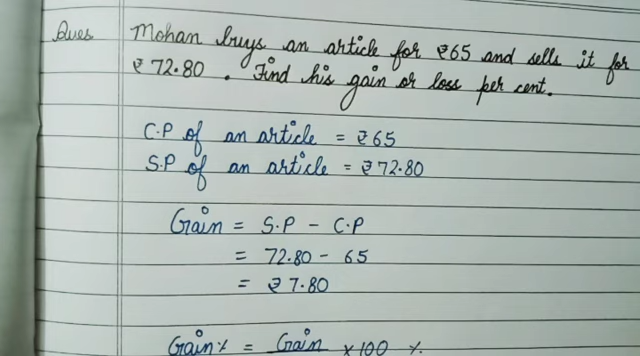 Ques Mohan buys an article for ₹65 and sells it for
₹72.80. Find his gain or loss per cent.
C.P of an article = ₹65
S.P of an article = ₹72.80
Gain = S.P - C.P
= 72.80 - 65
= ₹7.80
Gain% = Gain × 100 %